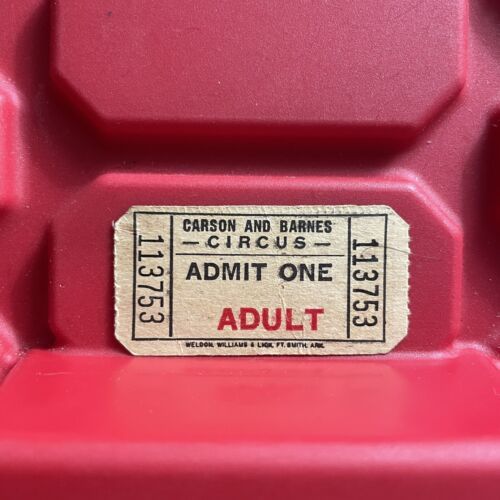 113753
CARSON AND BARNES
— CIRCUS —
ADMIT ONE
ADULT
WELDON, WILLIAMS & LICK, FT. SMITH, ARK.
113753